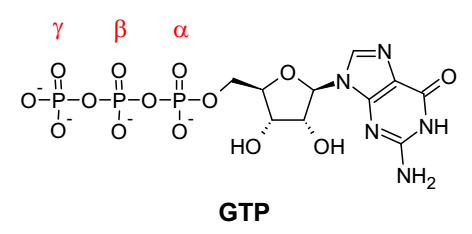 γ β α
O O O O N N O
-O P O P O P O N NH
O- O- O- HO OH NH2
GTP